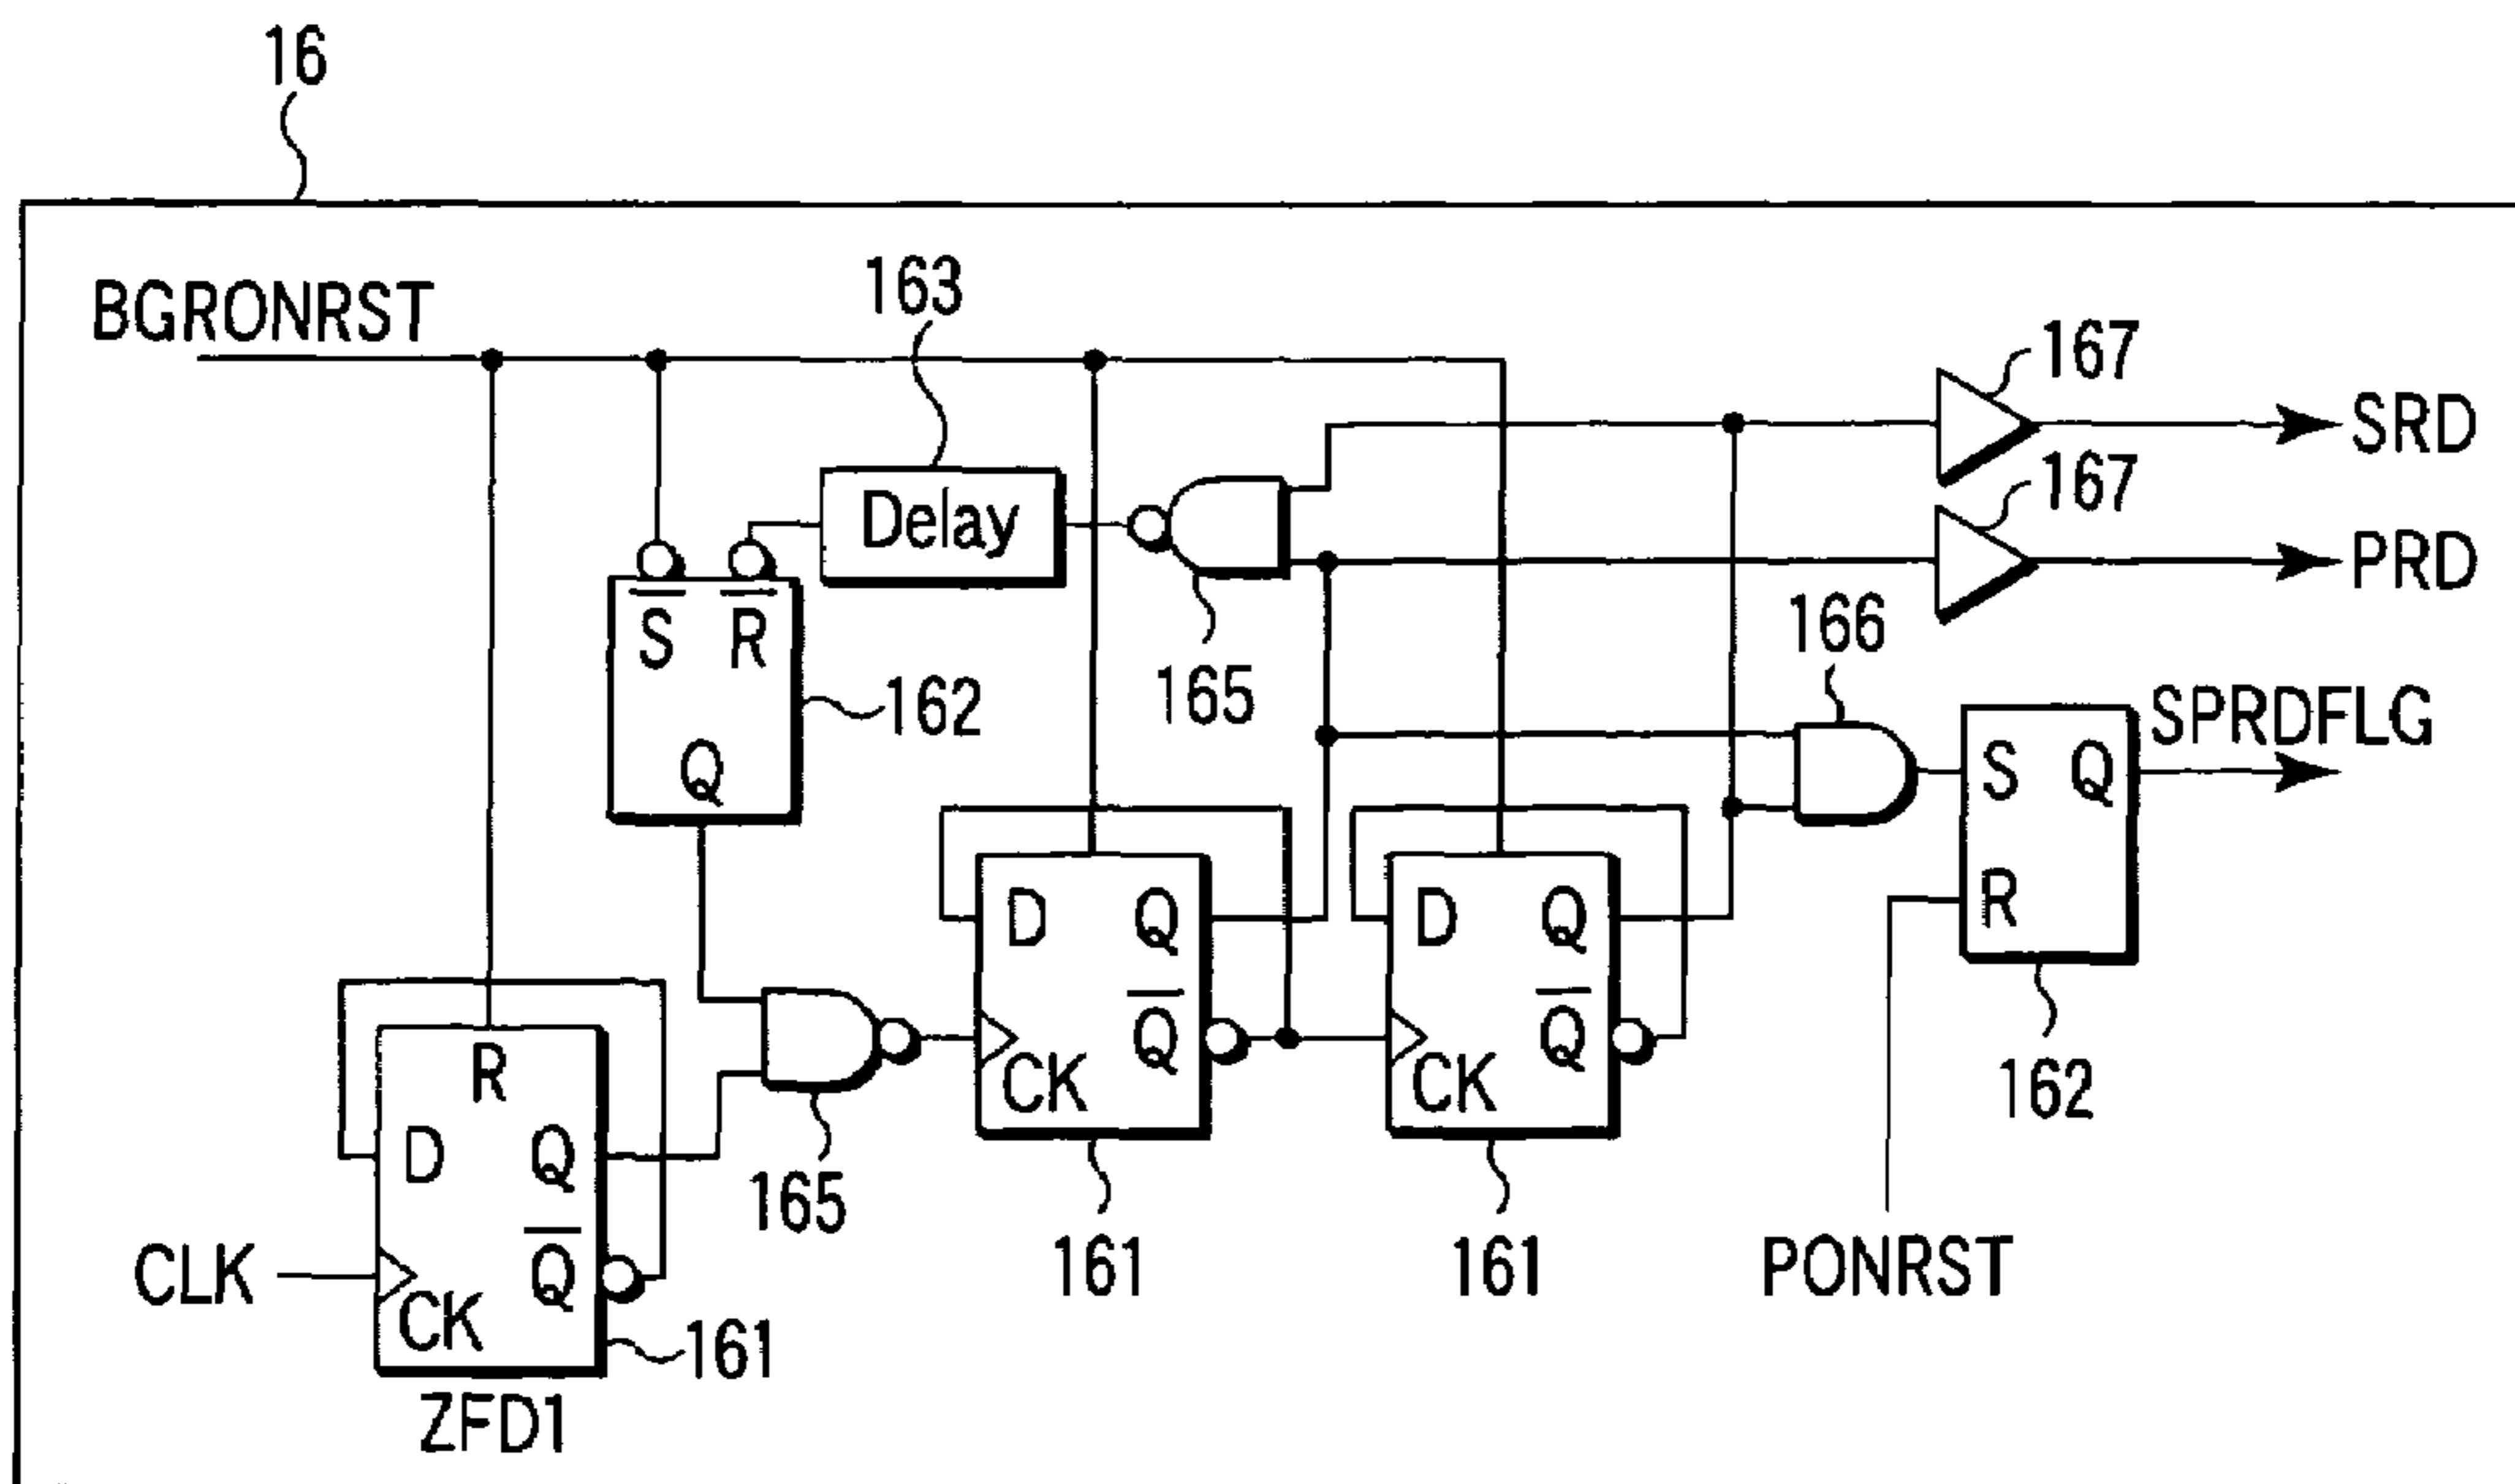 16
BGRONRST
163
167
SRD
Delay
167
PRD
S R
162
165
166
SPRDFLG
Q
S Q
D Q
D Q
R
R
Q
CK
Q
CK
162
D Q
165
CLK
Q
CK
161
161
161
PONRST
ZFD1